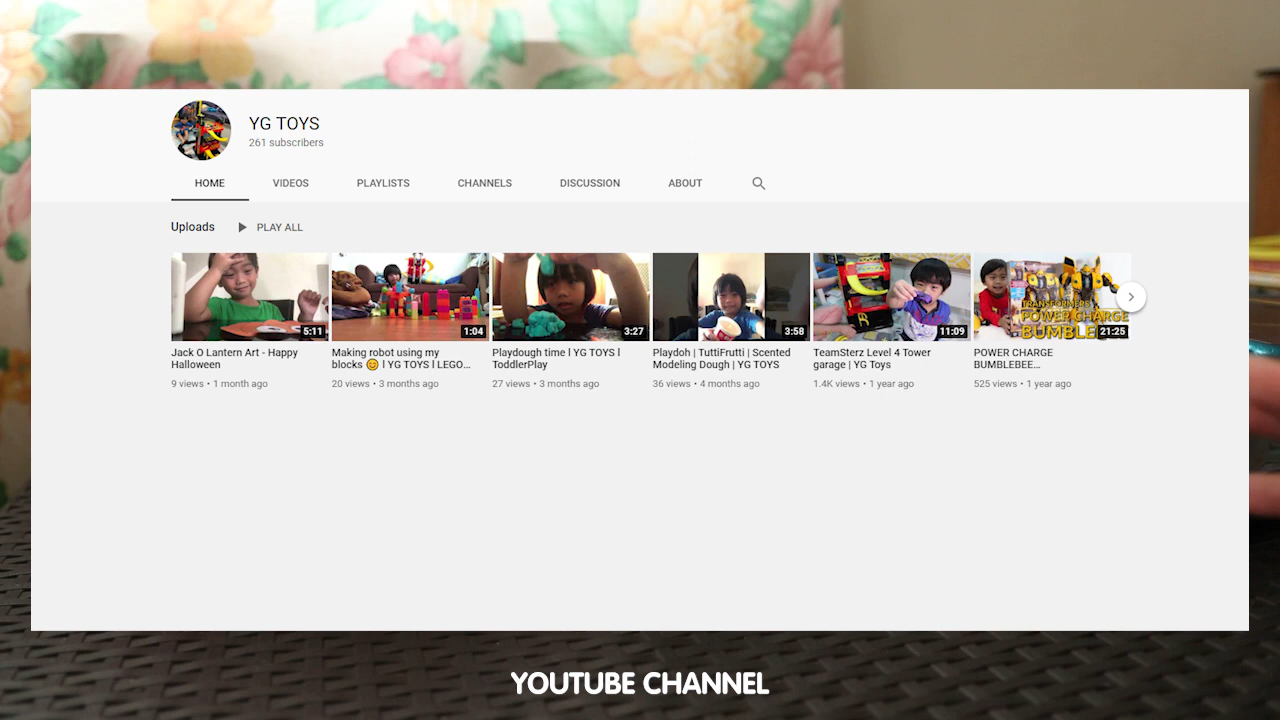 YG TOYS
261 subscribers
HOME VIDEOS PLAYLISTS CHANNELS DISCUSSION ABOUT
Uploads PLAY ALL
5:11 1:04 3:27 3:58 11:09 21:25
TRANSFORMERS
POWER CHARGE
BUMBLE
Jack O Lantern Art - Happy
Halloween
9 views • 1 month ago
Making robot using my
blocks 😊 l YG TOYS l LEGO...
20 views • 3 months ago
Playdough time l YG TOYS l
ToddlerPlay
27 views • 3 months ago
Playdoh | TuttiFrutti | Scented
Modeling Dough | YG TOYS
36 views • 4 months ago
TeamSterz Level 4 Tower
garage | YG Toys
1.4K views • 1 year ago
POWER CHARGE
BUMBLEBEE...
525 views • 1 year ago
YOUTUBE CHANNEL